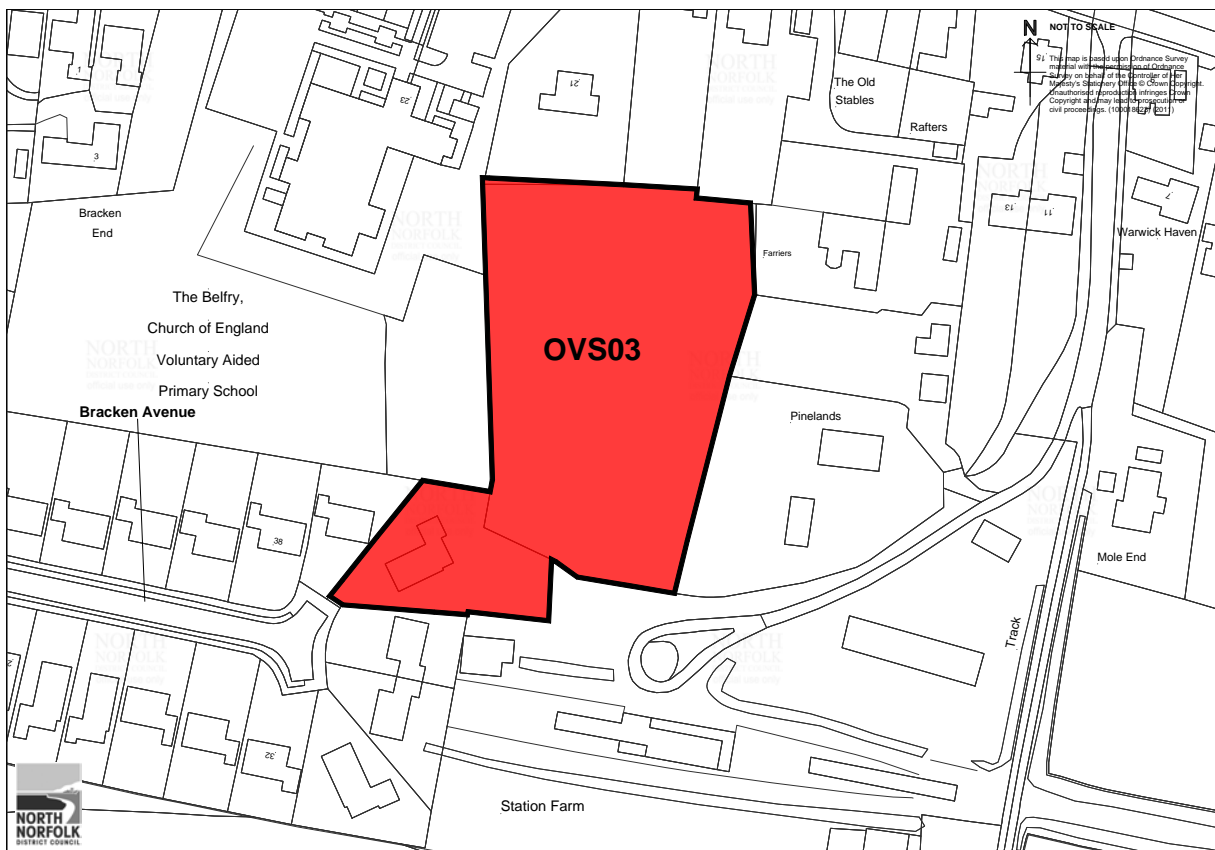 N
NOT TO SCALE
This map is based upon Ordnance Survey
material with the permission of Ordnance
Survey on behalf of the Controller of Her
Majesty's Stationery Office © Crown Copyright.
Unauthorised reproduction infringes Crown
Copyright and may lead to prosecution or
civil proceedings.
15
1
3
23
21
The Old
Stables
Rafters
13
11
7
Warwick Haven
Bracken
End
Farriers
The Belfry,
Church of England
Voluntary Aided
Primary School
OVS03
Bracken Avenue
Pinelands
38
Mole End
Track
32
Station Farm
NORTH
NORFOLK
DISTRICT COUNCIL